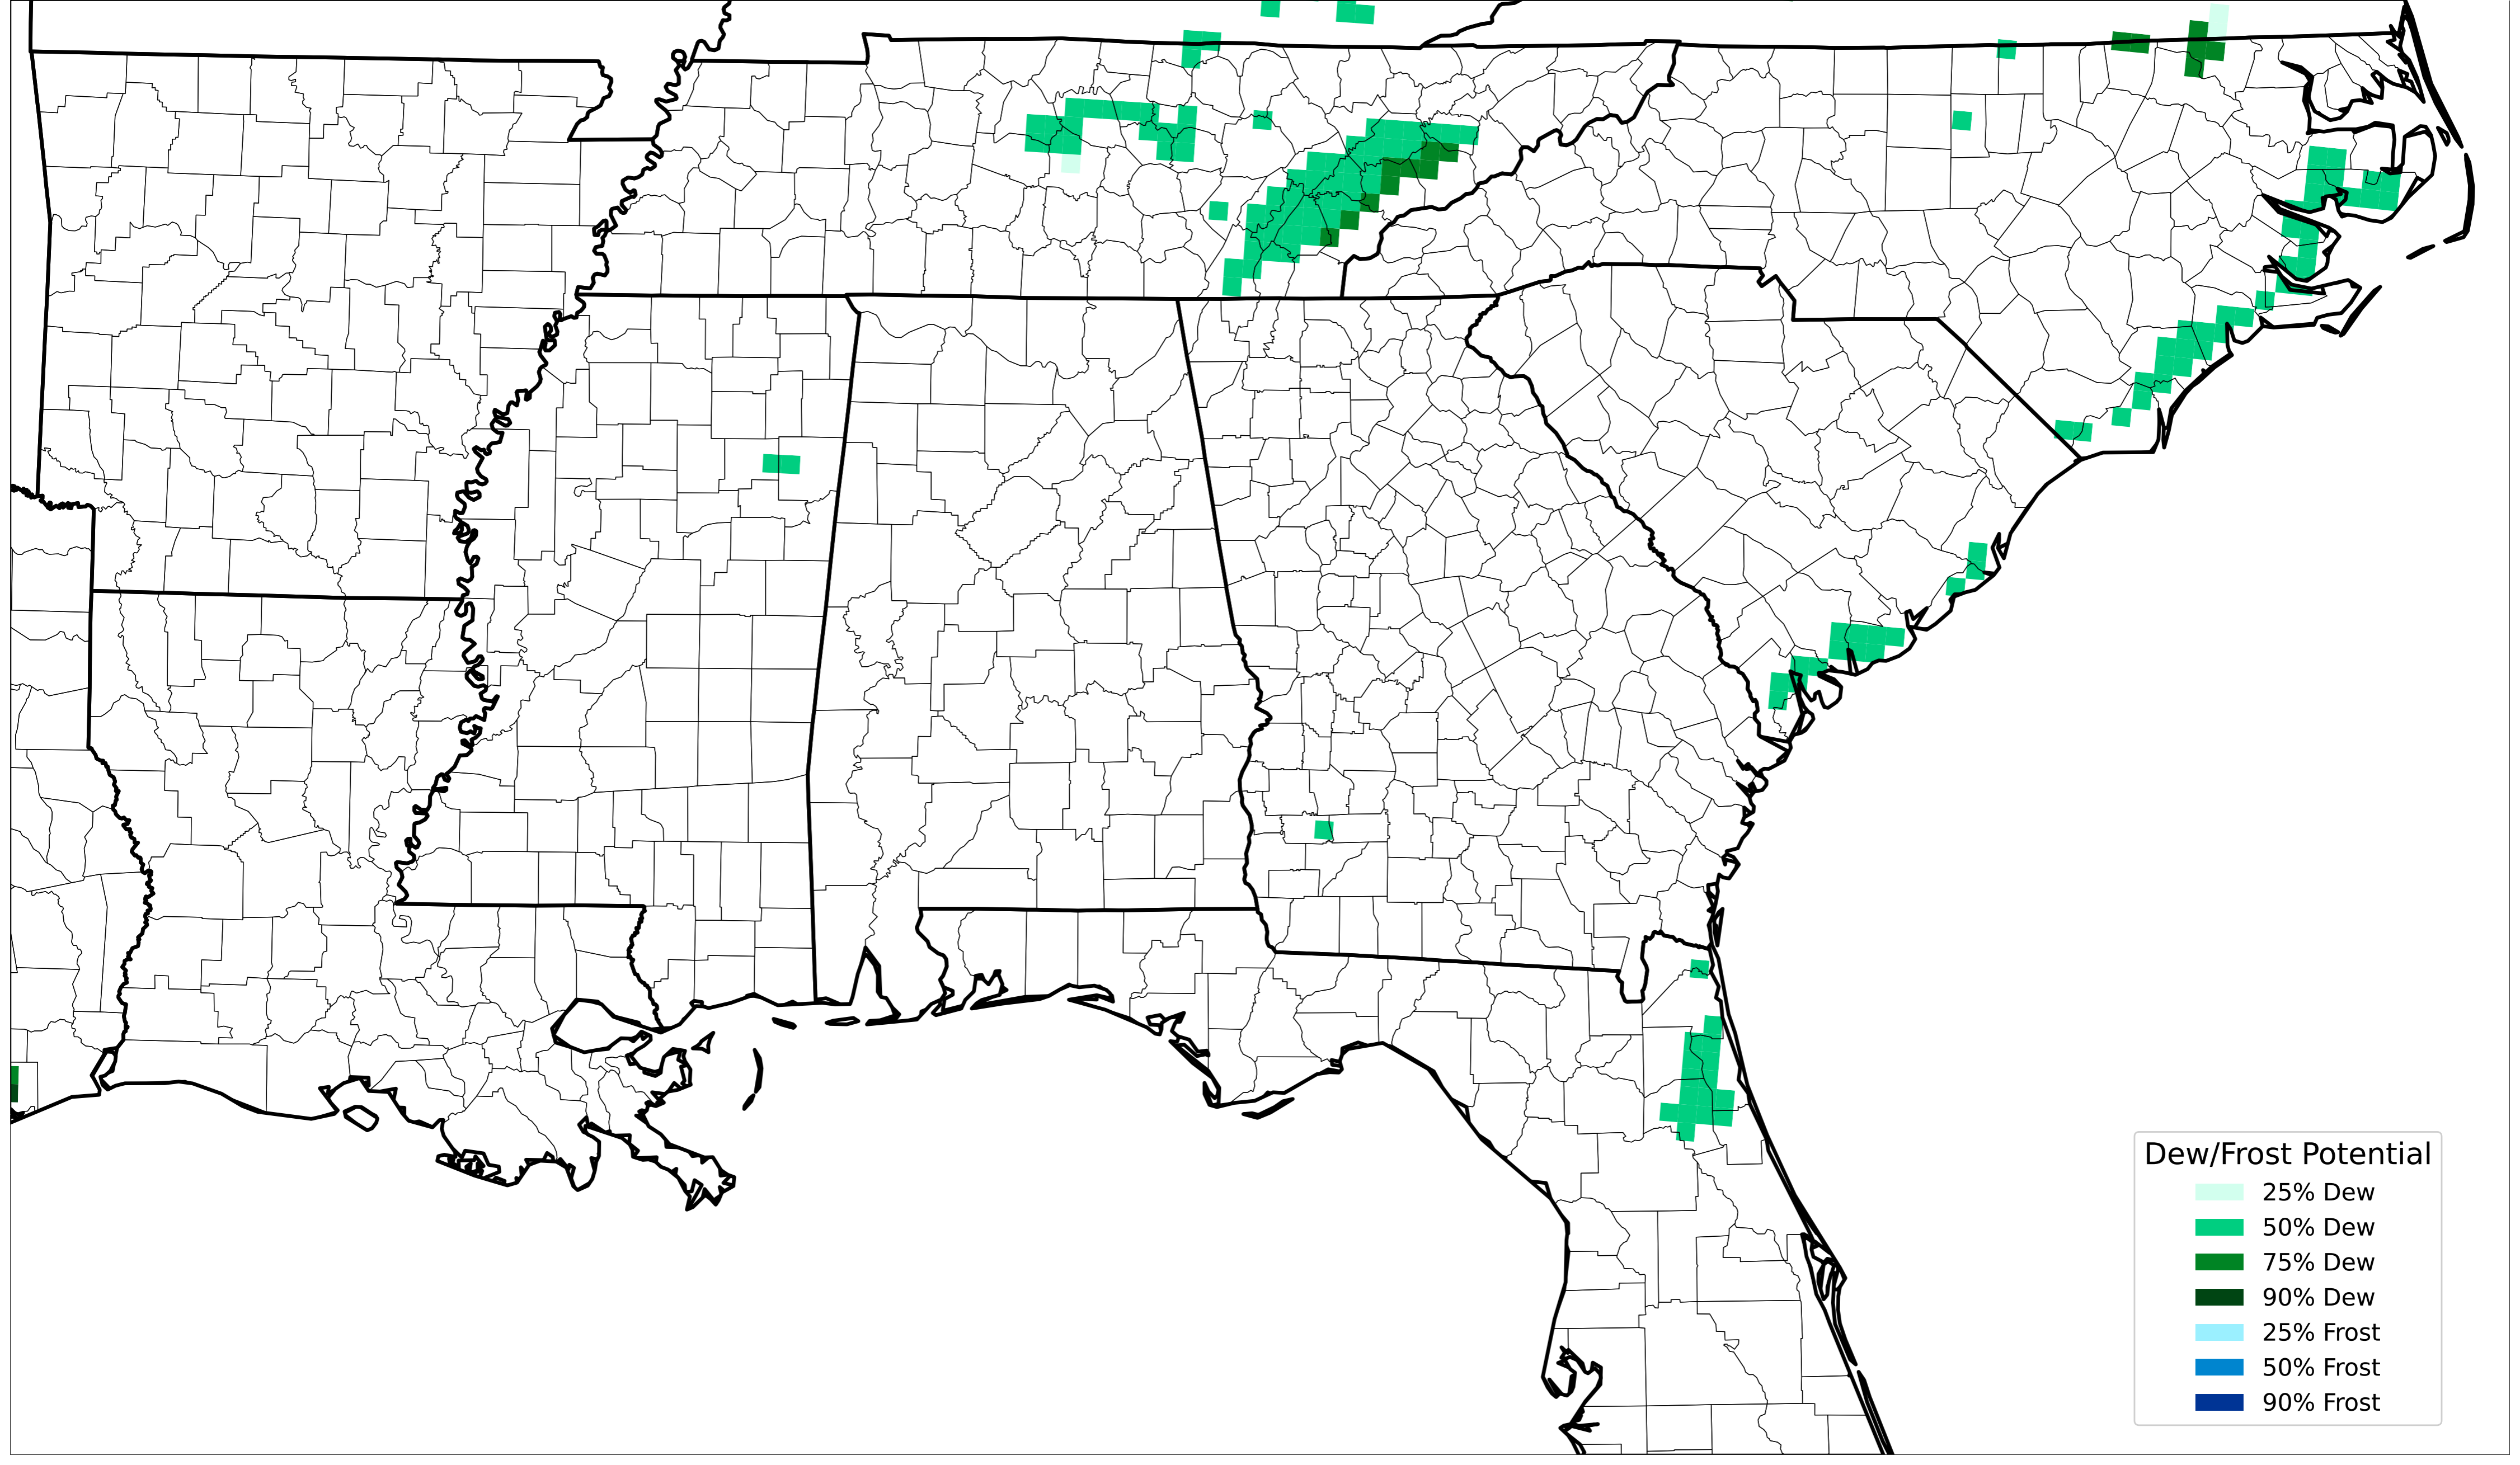 Dew/Frost Potential
25% Dew
50% Dew
75% Dew
90% Dew
25% Frost
50% Frost
90% Frost